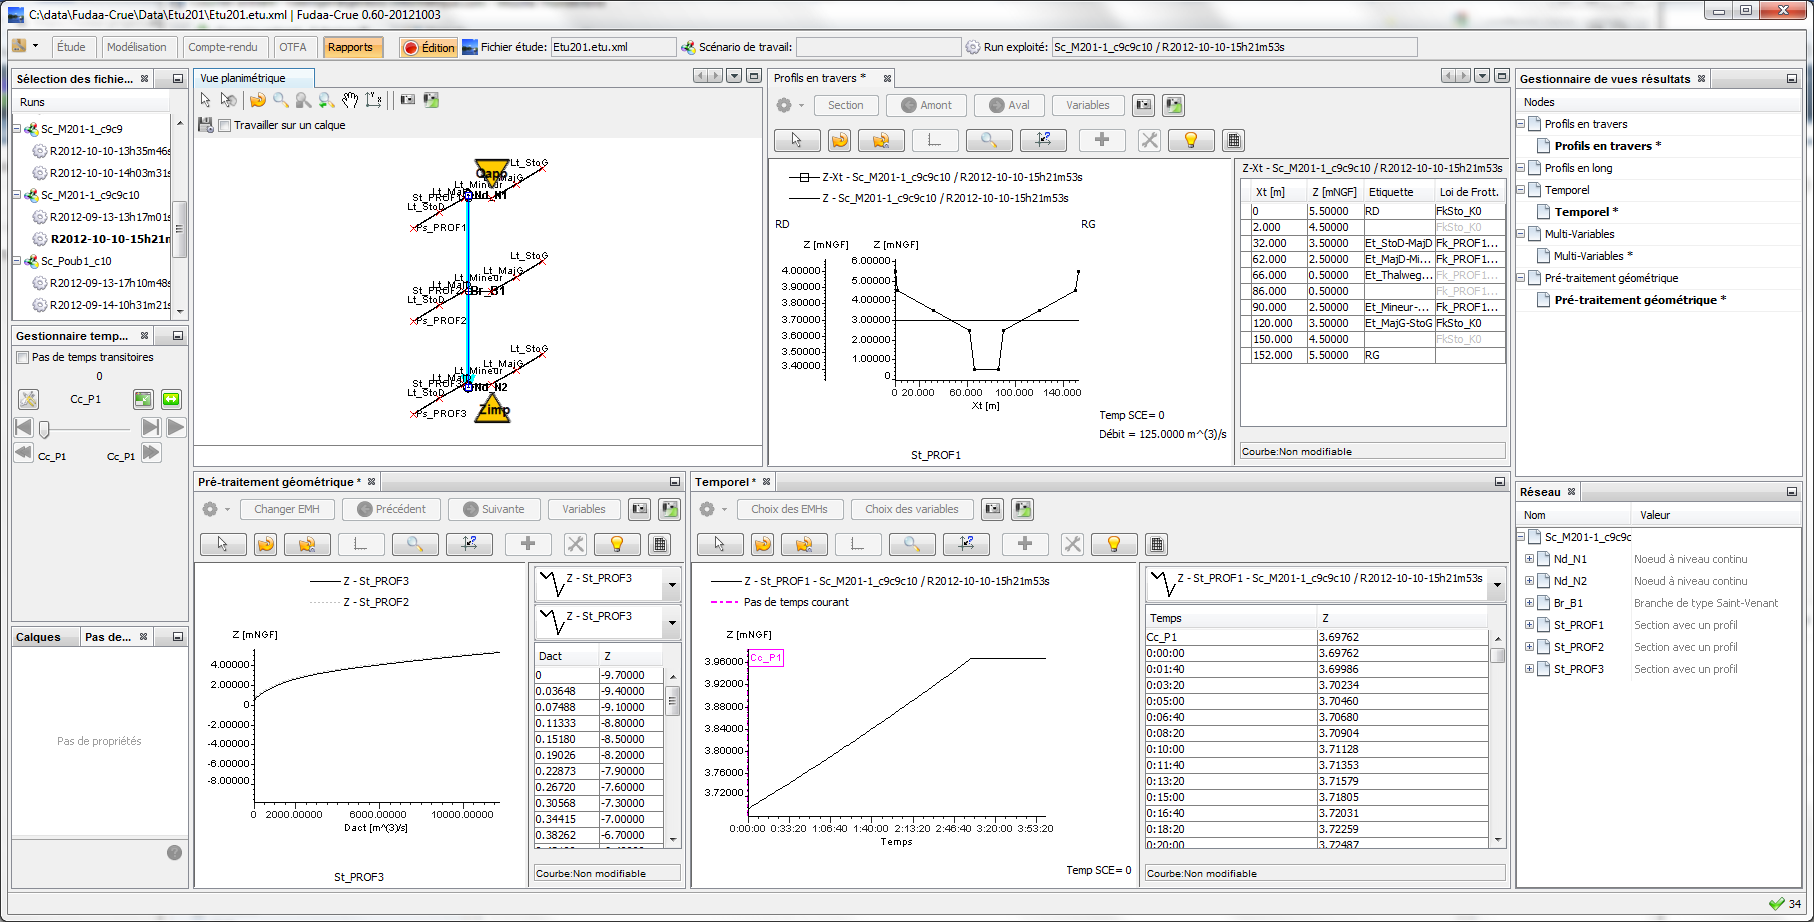 C:\data\Fudaa-Crue\Data\Etu201\Etu201.etu.xml | Fudaa-Crue 0.60-20121003
Étude Modélisation Compte-rendu OTFA Rapports Édition Fichier étude: Etu201.etu.xml Scénario de travail: Run exploité: Sc_M201-1_c9c9c10 / R2012-10-10-15h21m53s
Sélection des fichie...
Runs
Sc_M201-1_c9c9
R2012-10-10-13h35m46s
R2012-10-10-14h03m31s
Sc_M201-1_c9c9c10
R2012-09-13-13h17m01s
R2012-10-10-15h21m
Sc_Poub1_c10
R2012-09-13-17h10m48s
R2012-09-14-10h31m21s
Gestionnaire temp...
Pas de temps transitoires
0
Cc_P1
Cc_P1 Cc_P1
Calques Pas de...
Pas de propriétés
Vue planimétrique
Travailler sur un calque
Qapp
Lt_StoG
Lt_MajG
Lt_Mineur
Lt_MajD
St_PROF1
Nd_N1
Lt_StoD
Ps_PROF1
Lt_StoG
Lt_MajG
Lt_Mineur
St_PROF2
Br_B1
Lt_StoD
Ps_PROF2
Lt_StoG
Lt_MajG
Lt_Mineur
Lt_MajD
St_PROF3
Nd_N2
Lt_StoD
Ps_PROF3
Zimp
Profils en travers *
Section Amont Aval Variables
Z-Xt - Sc_M201-1_c9c9c10 / R2012-10-10-15h21m53s
Z - Sc_M201-1_c9c9c10 / R2012-10-10-15h21m53s
RD RG
Z [mNGF] Z [mNGF]
6.00000
4.00000 5.00000
3.90000
3.80000 4.00000
3.70000 3.00000
3.60000
3.50000 2.00000
3.40000 1.00000
0
0 20.000 60.000 100.000 140.000
Xt [m]
Temp SCE= 0
Débit = 125.0000 m^(3)/s
St_PROF1
Z-Xt - Sc_M201-1_c9c9c10 / R2012-10-10-15h21m53s
Xt [m] Z [mNGF] Etiquette Loi de Frott.
0 5.50000 RD FkSto_K0
2.000 4.50000 FkSto_K0
32.000 3.50000 Et_StoD-MajD Fk_PROF1...
62.000 2.50000 Et_MajD-Mi... Fk_PROF1...
66.000 0.50000 Et_Thalweg... Fk_PROF1...
86.000 0.50000 Fk_PROF1...
90.000 2.50000 Et_Mineur-... Fk_PROF1...
120.000 3.50000 Et_MajG-StoG FkSto_K0
150.000 4.50000 FkSto_K0
152.000 5.50000 RG
Courbe:Non modifiable
Gestionnaire de vues résultats
Nodes
Profils en travers
Profils en travers *
Profils en long
Temporel
Temporel *
Multi-Variables
Multi-Variables *
Pré-traitement géométrique
Pré-traitement géométrique *
Pré-traitement géométrique *
Changer EMH Précédent Suivante Variables
Z - St_PROF3
Z - St_PROF2
Z [mNGF]
4.00000
2.00000
0
-2.00000
-4.00000
-6.00000
-8.00000
0 2000.00000 6000.00000 10000.00000
Dact [m^(3)/s]
St_PROF3
Z - St_PROF3
Z - St_PROF3
Dact Z
0 -9.70000
0.03648 -9.40000
0.07488 -9.10000
0.11333 -8.80000
0.15180 -8.50000
0.19026 -8.20000
0.22873 -7.90000
0.26720 -7.60000
0.30568 -7.30000
0.34415 -7.00000
0.38262 -6.70000
Courbe:Non modifiable
Temporel *
Choix des EMHs Choix des variables
Z - St_PROF1 - Sc_M201-1_c9c9c10 / R2012-10-10-15h21m53s
Pas de temps courant
Z [mNGF]
Cc_P1
3.96000
3.92000
3.88000
3.84000
3.80000
3.76000
3.72000
0:00:00 0:33:20 1:06:40 1:40:00 2:13:20 2:46:40 3:20:00 3:53:20
Temps
Temp SCE= 0
Z - St_PROF1 - Sc_M201-1_c9c9c10 / R2012-10-10-15h21m53s
Temps Z
Cc_P1 3.69762
0:00:00 3.69762
0:01:40 3.69986
0:03:20 3.70234
0:05:00 3.70460
0:06:40 3.70680
0:08:20 3.70904
0:10:00 3.71128
0:11:40 3.71353
0:13:20 3.71579
0:15:00 3.71805
0:16:40 3.72031
0:18:20 3.72259
0:20:00 3.72487
Courbe:Non modifiable
Réseau
Nom Valeur
Sc_M201-1_c9c9c
Nd_N1 Noeud à niveau continu
Nd_N2 Noeud à niveau continu
Br_B1 Branche de type Saint-Venant
St_PROF1 Section avec un profil
St_PROF2 Section avec un profil
St_PROF3 Section avec un profil
34